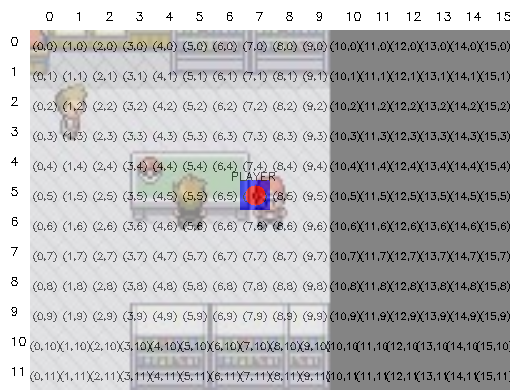 0 1 2 3 4 5 6 7 8 9 10 11 12 13 14 15
0 (0,0) (1,0) (2,0) (3,0) (4,0) (5,0) (6,0) (7,0) (8,0) (9,0) (10,0) (11,0) (12,0) (13,0) (14,0) (15,0)
1 (0,1) (1,1) (2,1) (3,1) (4,1) (5,1) (6,1) (7,1) (8,1) (9,1) (10,1) (11,1) (12,1) (13,1) (14,1) (15,1)
2 (0,2) (1,2) (2,2) (3,2) (4,2) (5,2) (6,2) (7,2) (8,2) (9,2) (10,2) (11,2) (12,2) (13,2) (14,2) (15,2)
3 (0,3) (1,3) (2,3) (3,3) (4,3) (5,3) (6,3) (7,3) (8,3) (9,3) (10,3) (11,3) (12,3) (13,3) (14,3) (15,3)
4 (0,4) (1,4) (2,4) (3,4) (4,4) (5,4) (6,4) (7,4) (8,4) (9,4) (10,4) (11,4) (12,4) (13,4) (14,4) (15,4)
PLAYER
5 (0,5) (1,5) (2,5) (3,5) (4,5) (5,5) (6,5) (8,5) (9,5) (10,5) (11,5) (12,5) (13,5) (14,5) (15,5)
6 (0,6) (1,6) (2,6) (3,6) (4,6) (5,6) (6,6) (7,6) (8,6) (9,6) (10,6) (11,6) (12,6) (13,6) (14,6) (15,6)
7 (0,7) (1,7) (2,7) (3,7) (4,7) (5,7) (6,7) (7,7) (8,7) (9,7) (10,7) (11,7) (12,7) (13,7) (14,7) (15,7)
8 (0,8) (1,8) (2,8) (3,8) (4,8) (5,8) (6,8) (7,8) (8,8) (9,8) (10,8) (11,8) (12,8) (13,8) (14,8) (15,8)
9 (0,9) (1,9) (2,9) (3,9) (4,9) (5,9) (6,9) (7,9) (8,9) (9,9) (10,9) (11,9) (12,9) (13,9) (14,9) (15,9)
10 (0,10) (1,10) (2,10) (3,10) (4,10) (5,10) (6,10) (7,10) (8,10) (9,10) (10,10) (11,10) (12,10) (13,10) (14,10) (15,10)
11 (0,11) (1,11) (2,11) (3,11) (4,11) (5,11) (6,11) (7,11) (8,11) (9,11) (10,11) (11,11) (12,11) (13,11) (14,11) (15,11)